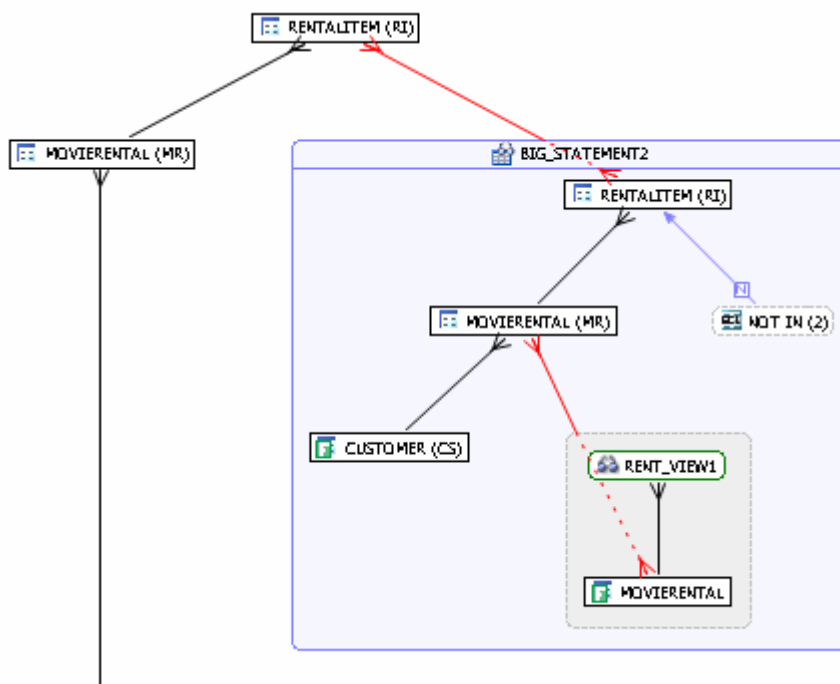 RENTALITEM (RI)
MOVIERENTAL (MR)
BIG_STATEMENT2
RENTALITEM (RI)
N
MOVIERENTAL (MR)
NOT IN (2)
CUSTOMER (CS)
RENT_VIEW1
MOVIERENTAL